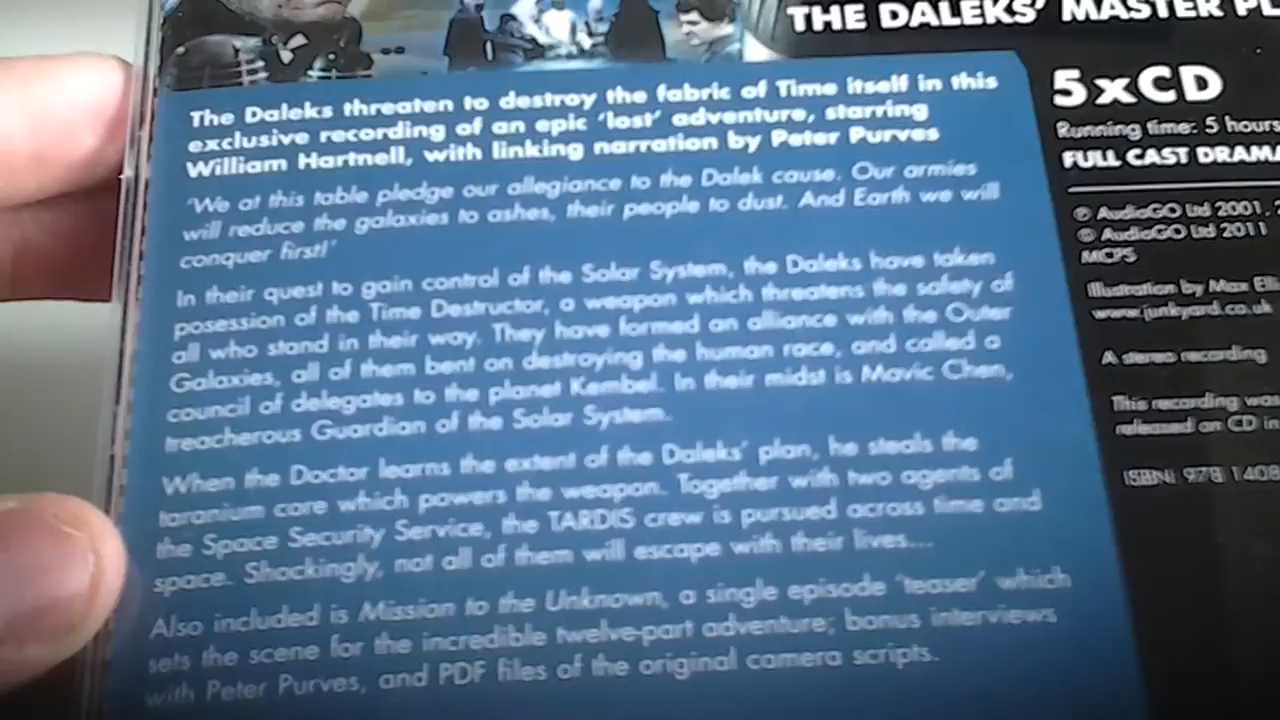 THE DALEKS' MASTER PL
The Daleks threaten to destroy the fabric of Time itself in this
exclusive recording of an epic 'lost' adventure, starring
William Hartnell, with linking narration by Peter Purves
'We at this table pledge our allegiance to the Dalek cause. Our armies
will reduce the galaxies to ashes, their people to dust. And Earth we will
conquer first!'
In their quest to gain control of the Solar System, the Daleks have taken
posession of the Time Destructor, a weapon which threatens the safety of
all who stand in their way. They have formed an alliance with the Outer
Galaxies, all of them bent on destroying the human race, and called a
council of delegates to the planet Kembel. In their midst is Mavic Chen,
treacherous Guardian of the Solar System.
When the Doctor learns the extent of the Daleks' plan, he steals the
taranium core which powers the weapon. Together with two agents of
the Space Security Service, the TARDIS crew is pursued across time and
space. Shockingly, not all of them will escape with their lives...
Also included is Mission to the Unknown, a single episode 'teaser' which
sets the scene for the incredible twelve-part adventure; bonus interviews
with Peter Purves, and PDF files of the original camera scripts.
5xCD
Running time: 5 hours
FULL CAST DRAMA
℗ AudioGO Ltd 2001,
© AudioGO Ltd 2011
MCPS
Illustration by Max Elli
www.junkyard.co.uk
A stereo recording
This recording was
released on CD in
ISBN: 978 1408